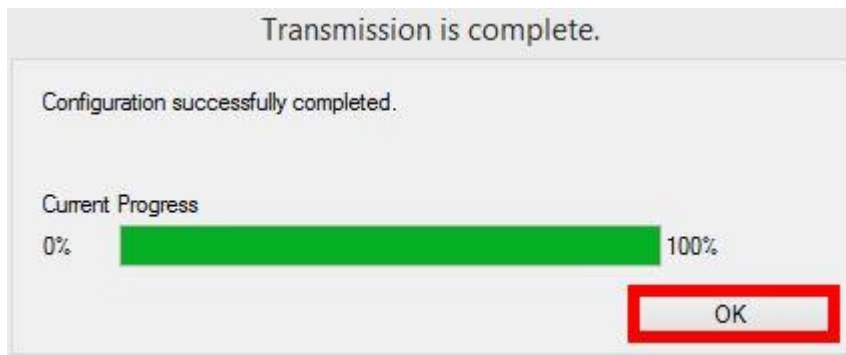 Transmission is complete.
Configuration successfully completed.
Current Progress
0% 100%
OK